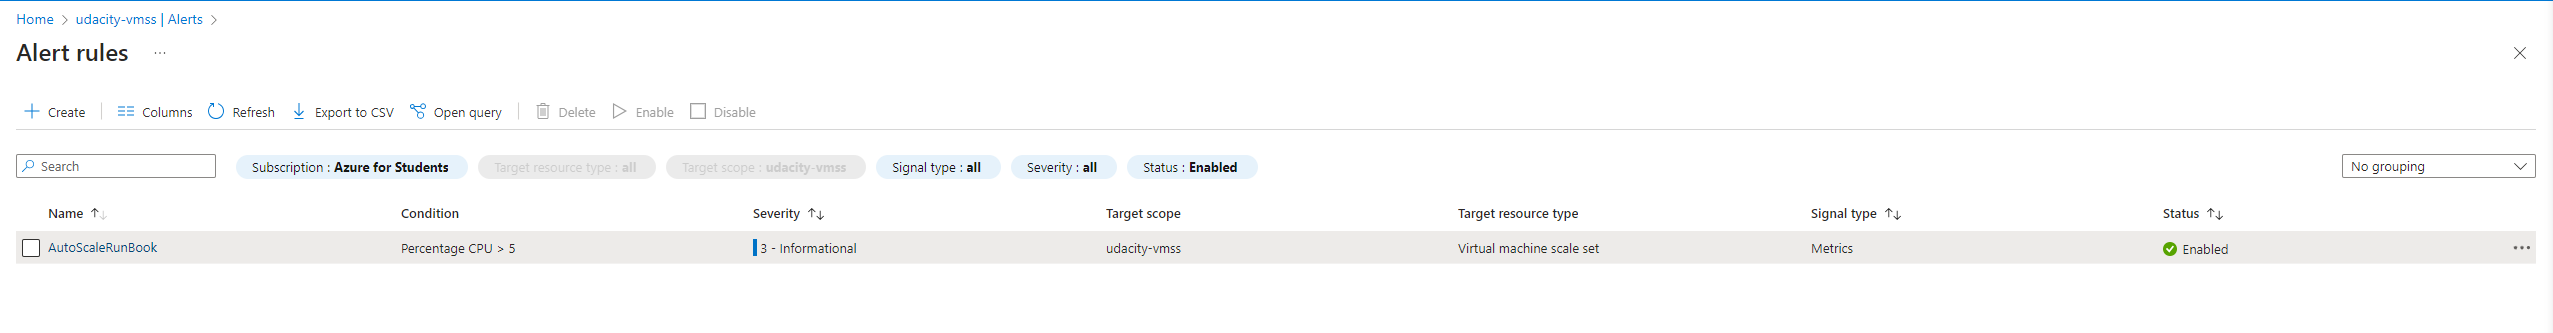 Home > udacity-vmss | Alerts >
Alert rules ...
Create Columns Refresh Export to CSV Open query Delete Enable Disable
Search Subscription : Azure for Students Target resource type : all Target scope : udacity-vmss Signal type : all Severity : all Status : Enabled No grouping
Name Condition Severity Target scope Target resource type Signal type Status
AutoScaleRunBook Percentage CPU > 5 3 - Informational udacity-vmss Virtual machine scale set Metrics Enabled ...